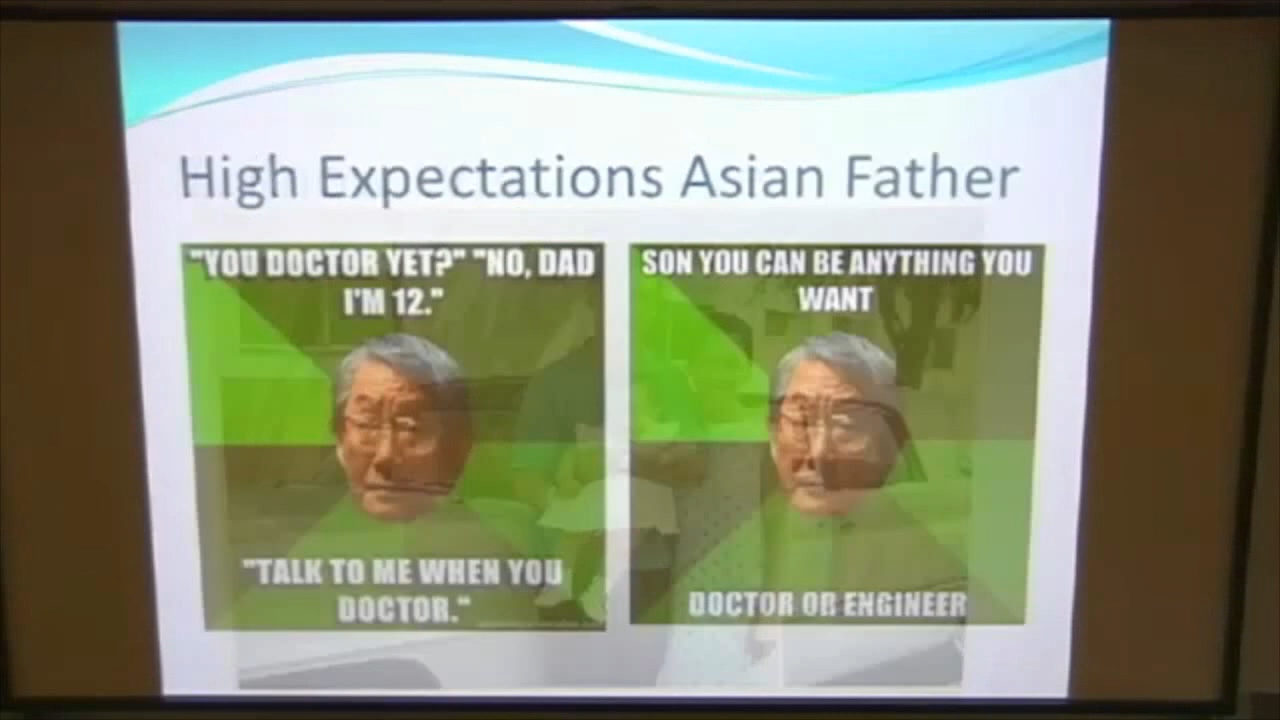 High Expectations Asian Father
"YOU DOCTOR YET?" "NO, DAD
I'M 12."
"TALK TO ME WHEN YOU
DOCTOR."
SON YOU CAN BE ANYTHING YOU
WANT
DOCTOR OR ENGINEER